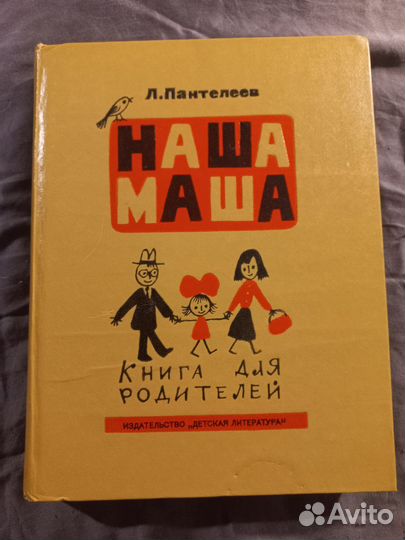 Л. Пантелеев
НАША
МАША
КНИГА ДЛЯ
РОДИТЕЛЕЙ
ИЗДАТЕЛЬСТВО „ДЕТСКАЯ ЛИТЕРАТУРА"
Avito